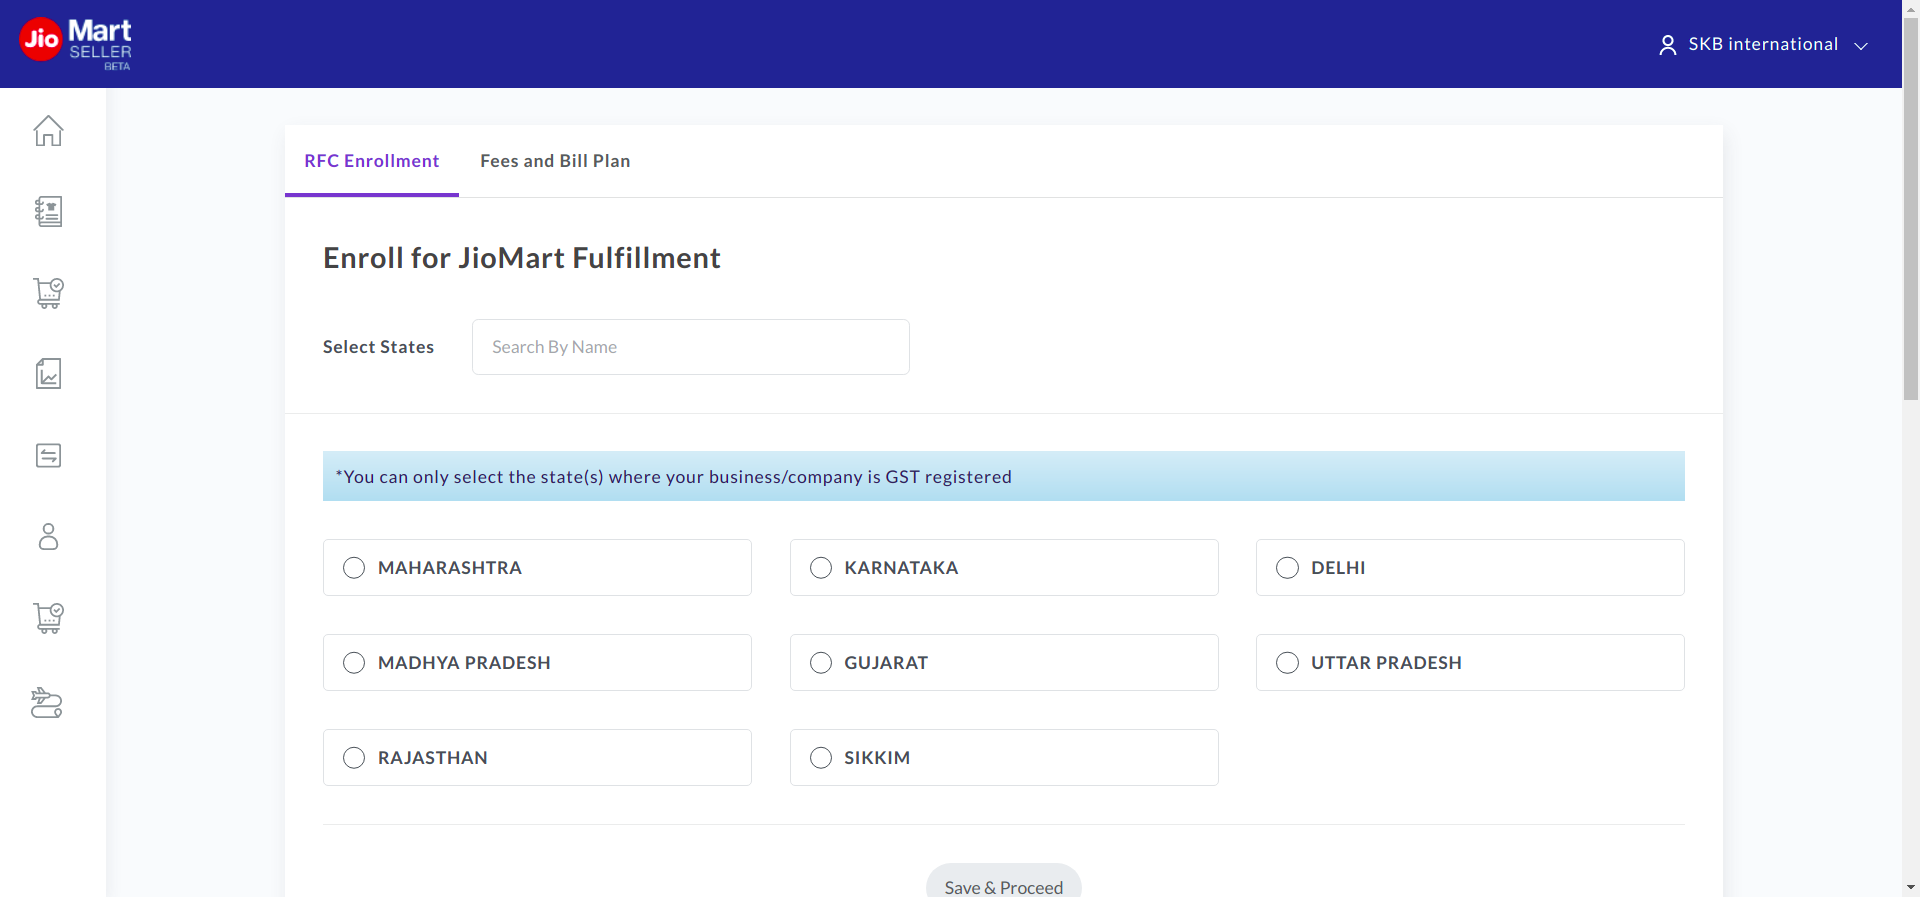 Jio Mart
SELLER
BETA
SKB international
RFC Enrollment
Fees and Bill Plan
Enroll for JioMart Fulfillment
Select States
Search By Name
*You can only select the state(s) where your business/company is GST registered
MAHARASHTRA
KARNATAKA
DELHI
MADHYA PRADESH
GUJARAT
UTTAR PRADESH
RAJASTHAN
SIKKIM
Save & Proceed